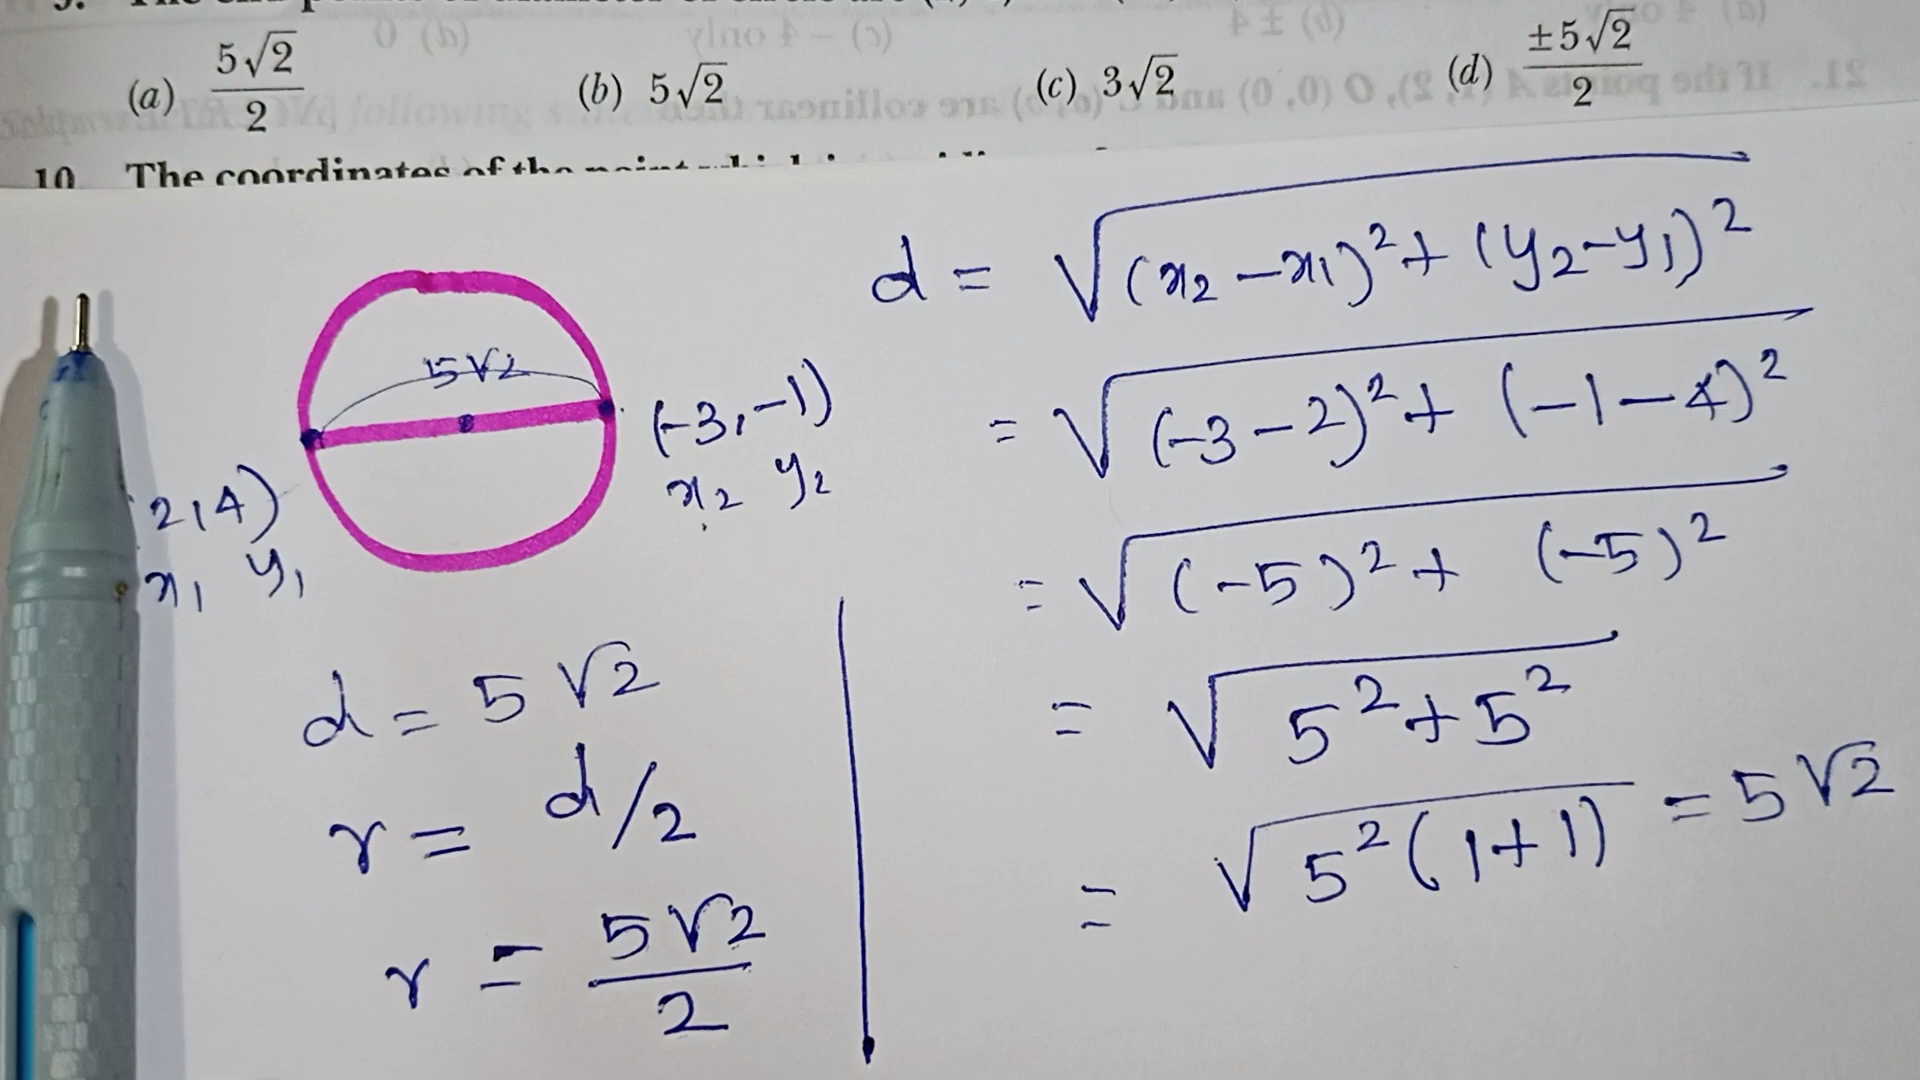 (a) 5√2/2 (b) 5√2 (c) 3√2 (d) ±5√2/2
10 The coordinates of the
5√2
(-3, -1)
x₂ y₂
2,4)
x₁ y₁
d = 5√2
r = d/2
r = 5√2/2
d = √(x₂-x₁)²+(y₂-y₁)²
= √(-3-2)²+(-1-4)²
= √(-5)²+(-5)²
= √5²+5²
= √5²(1+1) = 5√2